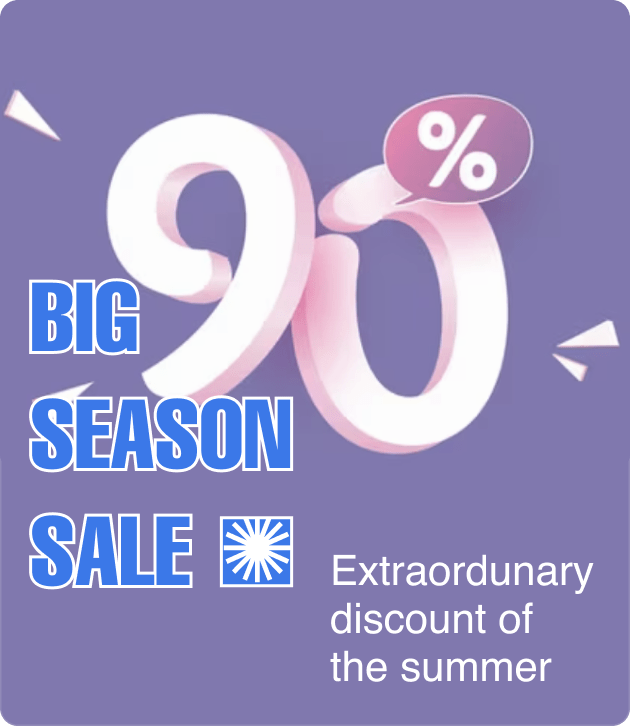 90%
BIG
SEASON
SALE
Extraordunary
discount of
the summer